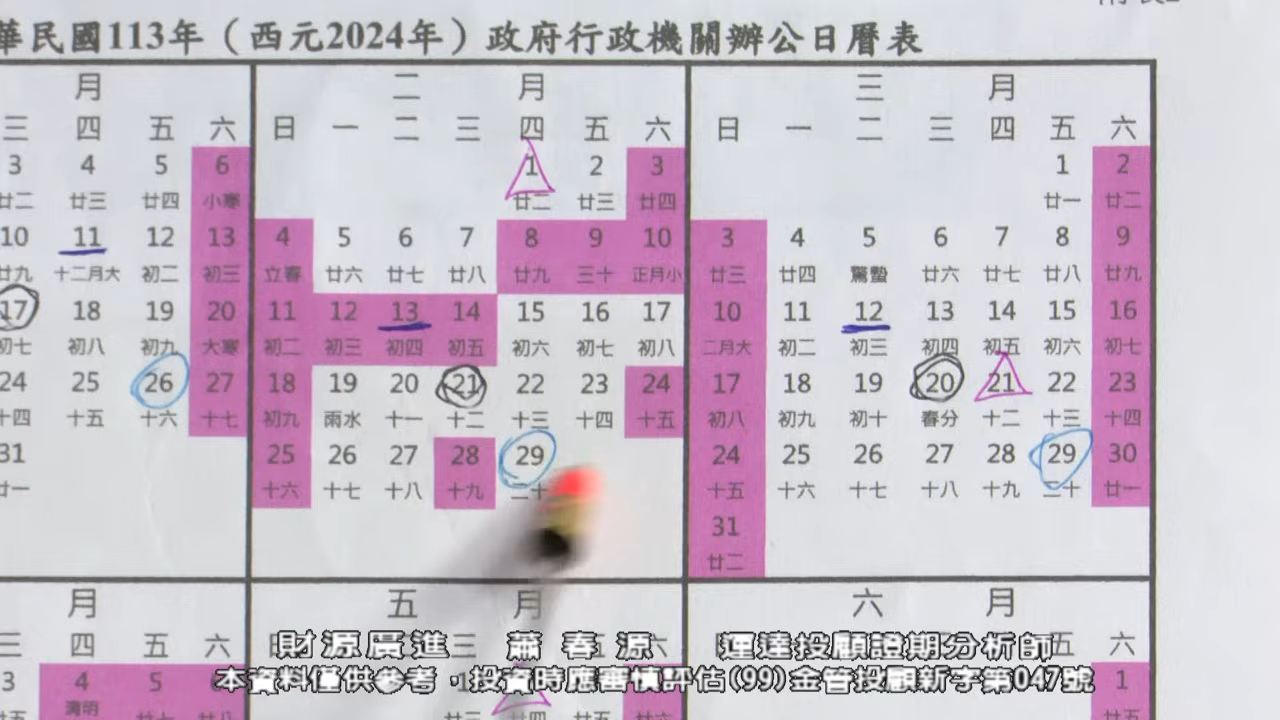 華民國113年（西元2024年）政府行政機關辦公日曆表
月 二 月 三 月
三 四 五 六 日 一 二 三 四 五 六 日 一 二 三 四 五 六
3 4 5 6 1 2 3 1 2
廿二 廿三 廿四 小寒 廿二 廿三 廿四 廿一 廿二
10 11 12 13 4 5 6 7 8 9 10 3 4 5 6 7 8 9
廿九 十二月大 初二 初三 立春 廿六 廿七 廿八 廿九 三十 正月小 廿三 廿四 驚蟄 廿六 廿七 廿八 廿九
17 18 19 20 11 12 13 14 15 16 17 10 11 12 13 14 15 16
初七 初八 初九 大寒 初二 初三 初四 初五 初六 初七 初八 二月大 初二 初三 初四 初五 初六 初七
24 25 26 27 18 19 20 21 22 23 24 17 18 19 20 21 22 23
十四 十五 十六 十七 初九 雨水 十一 十二 十三 十四 十五 初八 初九 初十 春分 十二 十三 十四
31 25 26 27 28 29 24 25 26 27 28 29 30
廿一 十六 十七 十八 十九 二十 十五 十六 十七 十八 十九 二十 廿一
31
廿二
月 五 月 六 月
三 四 五 六 三 四 五 六 五 六
3 4 5 6 1
清明
財源廣進 蕭春源 運達投顧證期分析師
本資料僅供參考，投資時應審慎評估(99)金管投顧新字第047號